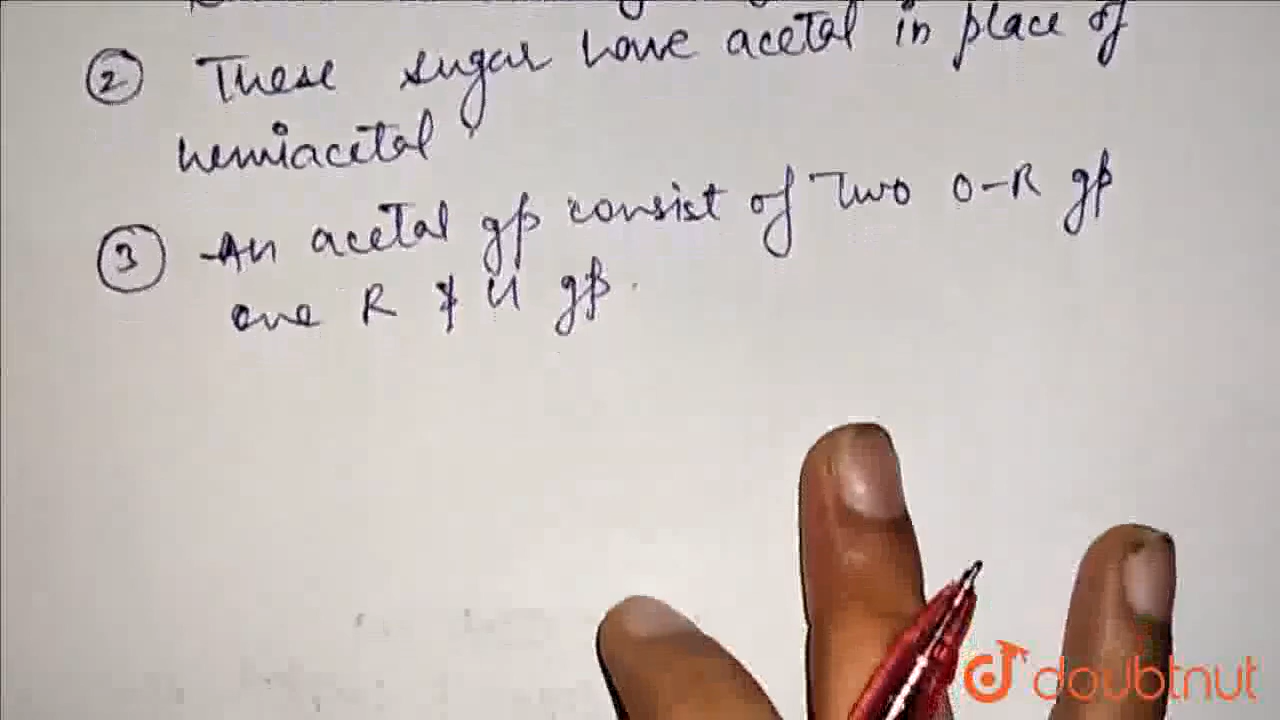 ② These sugar have acetal in place of
hemiacetal
③ An acetal gp consist of Two O-R gp
one R & H gp.
doubtnut